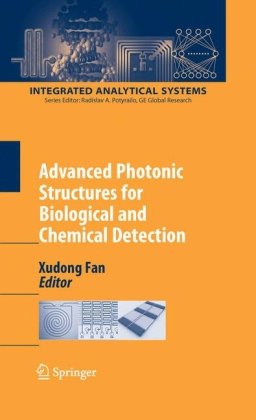 INTEGRATED ANALYTICAL SYSTEMS
Series Editor: Radislav A. Potyrailo, GE Global Research
Advanced Photonic
Structures for
Biological and
Chemical Detection
Xudong Fan
Editor
Springer